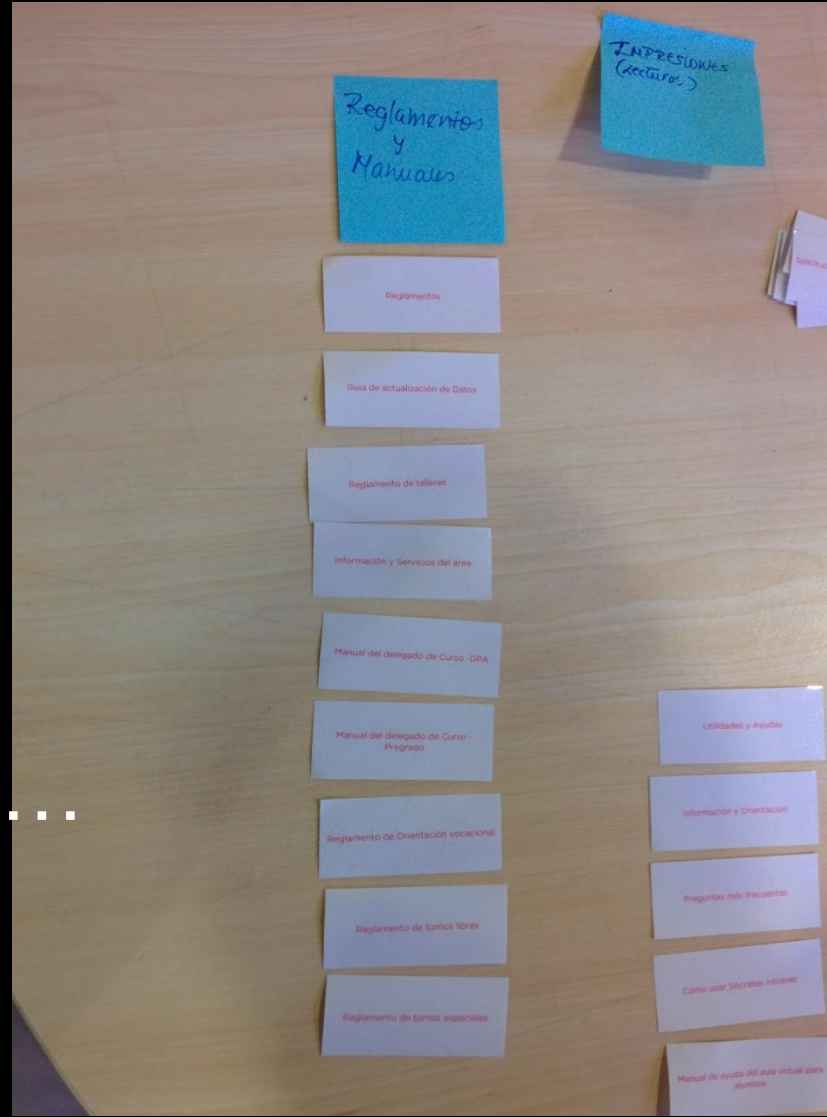 Reglamentos
y
Manuales
INPRESIONES
(Lecturas)
Reglamentos
Guia de actualización de Datos
Reglamento de talleres
Información y Servicios del área
Manual del delegado de Curso -DPA
Manual del delegado de Curso -
Pregrado
Reglamento de Orientación vocacional
Reglamento de turnos libres
Reglamento de turnos especiales
Utilidades y Ayudes
Información y Orientación
Preguntas más frecuentes
Cómo usar Sócrates intranet
Manual de ayuda del aula virtual para
alumnos